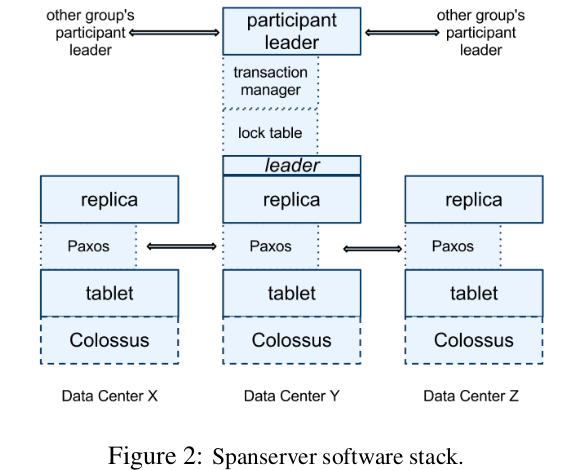 other group's
participant
leader
participant
leader
other group's
participant
leader
transaction
manager
lock table
leader
replica
replica
replica
Paxos
Paxos
Paxos
tablet
tablet
tablet
Colossus
Colossus
Colossus
Data Center X
Data Center Y
Data Center Z
Figure 2: Spanserver software stack.